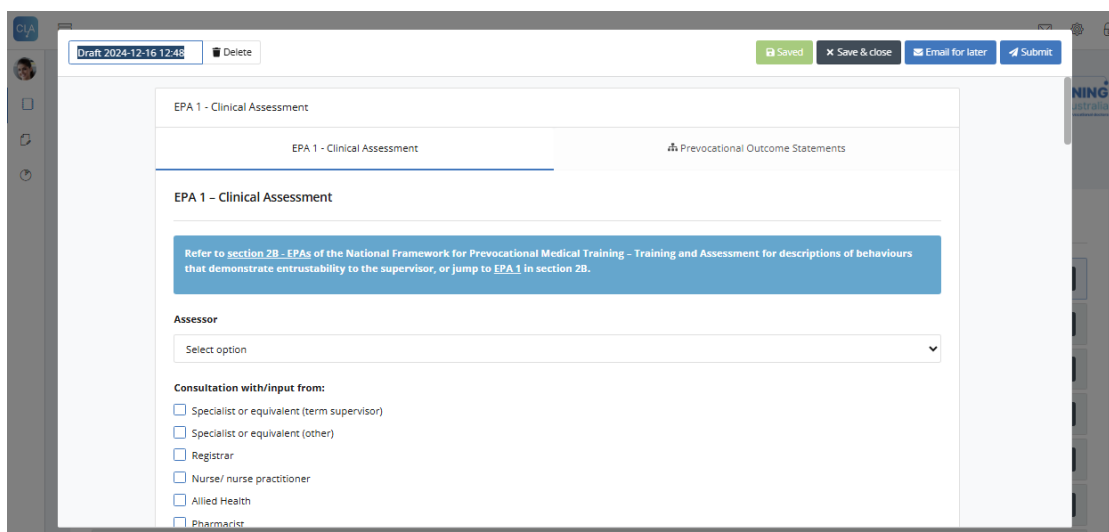 CLA
Draft 2024-12-16 12:48
Delete
Saved
Save & close
Email for later
Submit
NING
ustralia
EPA 1 - Clinical Assessment
EPA 1 - Clinical Assessment
Prevocational Outcome Statements
EPA 1 – Clinical Assessment
Refer to section 2B - EPAs of the National Framework for Prevocational Medical Training – Training and Assessment for descriptions of behaviours
that demonstrate entrustability to the supervisor, or jump to EPA 1 in section 2B.
Assessor
Select option
Consultation with/input from:
Specialist or equivalent (term supervisor)
Specialist or equivalent (other)
Registrar
Nurse/ nurse practitioner
Allied Health
Pharmacist